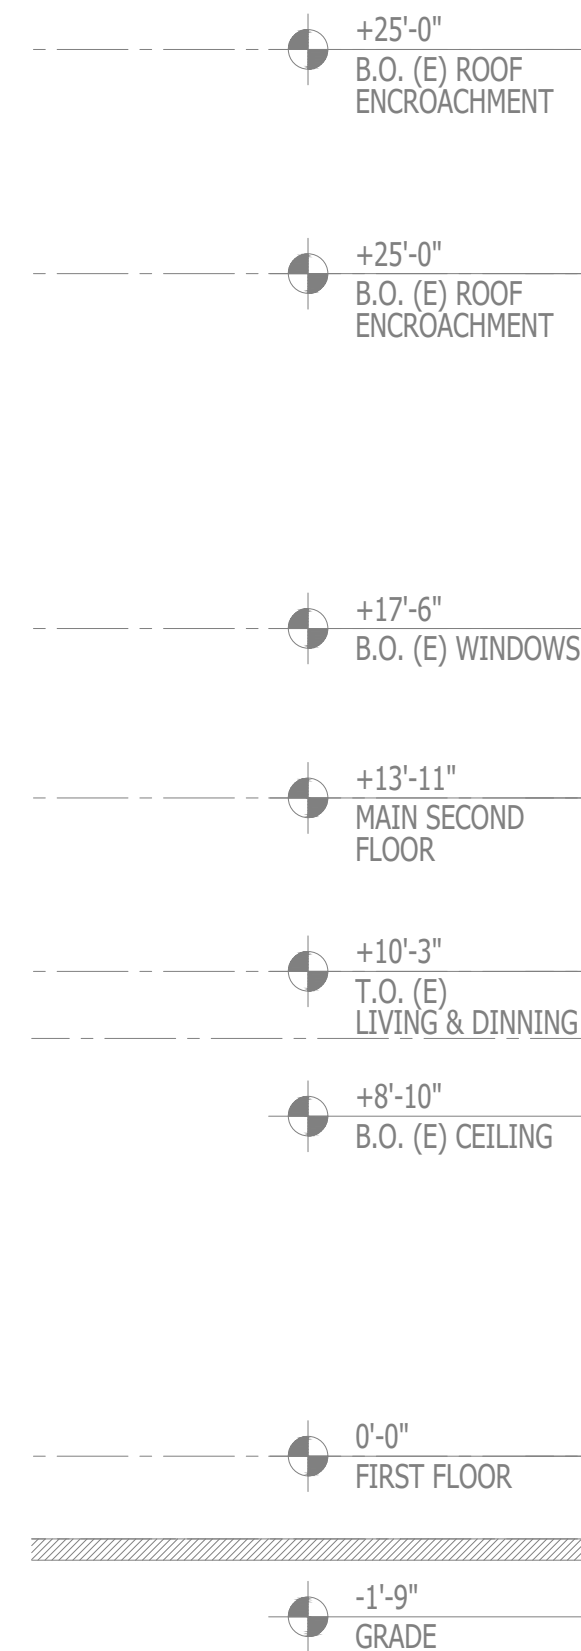 +25'-0"
B.O. (E) ROOF
ENCROACHMENT
+25'-0"
B.O. (E) ROOF
ENCROACHMENT
+17'-6"
B.O. (E) WINDOWS
+13'-11"
MAIN SECOND
FLOOR
+10'-3"
T.O. (E)
LIVING & DINNING
+8'-10"
B.O. (E) CEILING
0'-0"
FIRST FLOOR
-1'-9"
GRADE